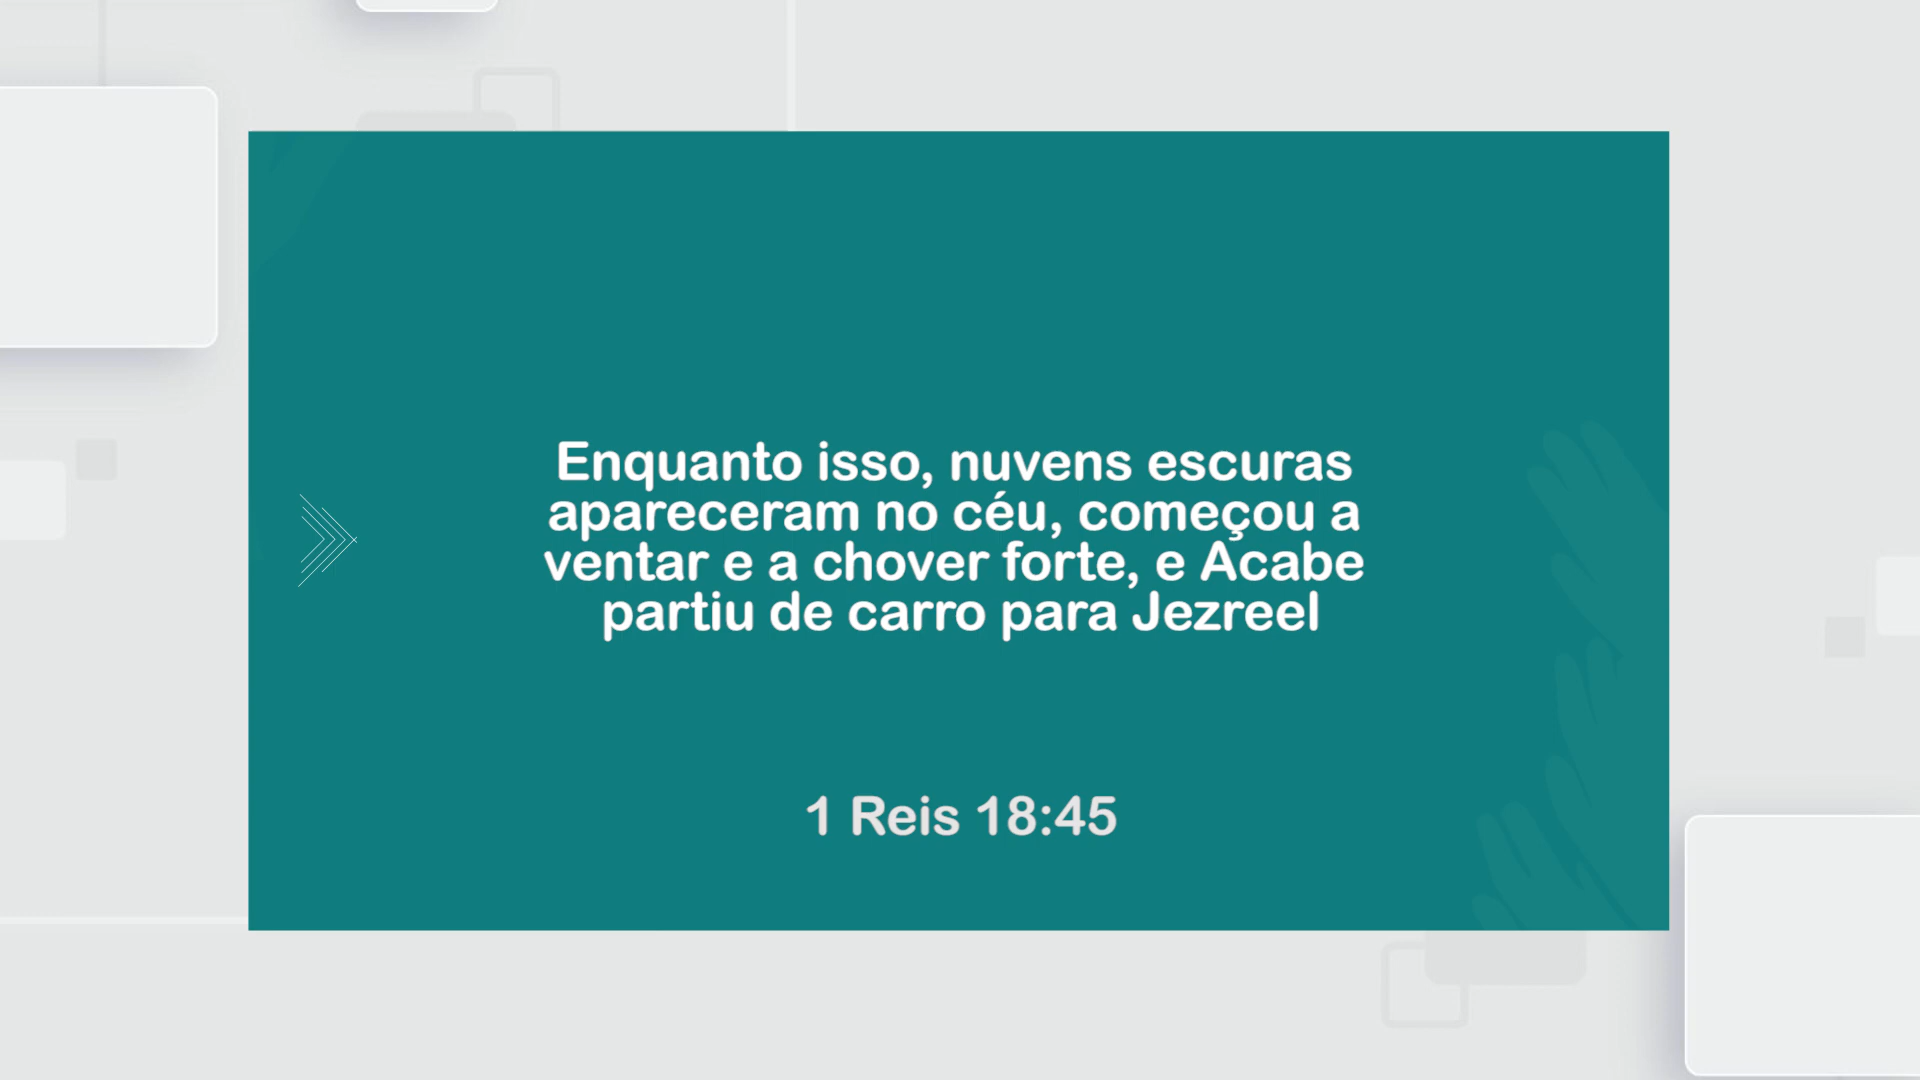 Enquanto isso, nuvens escuras
apareceram no céu, começou a
ventar e a chover forte, e Acabe
partiu de carro para Jezreel
1 Reis 18:45